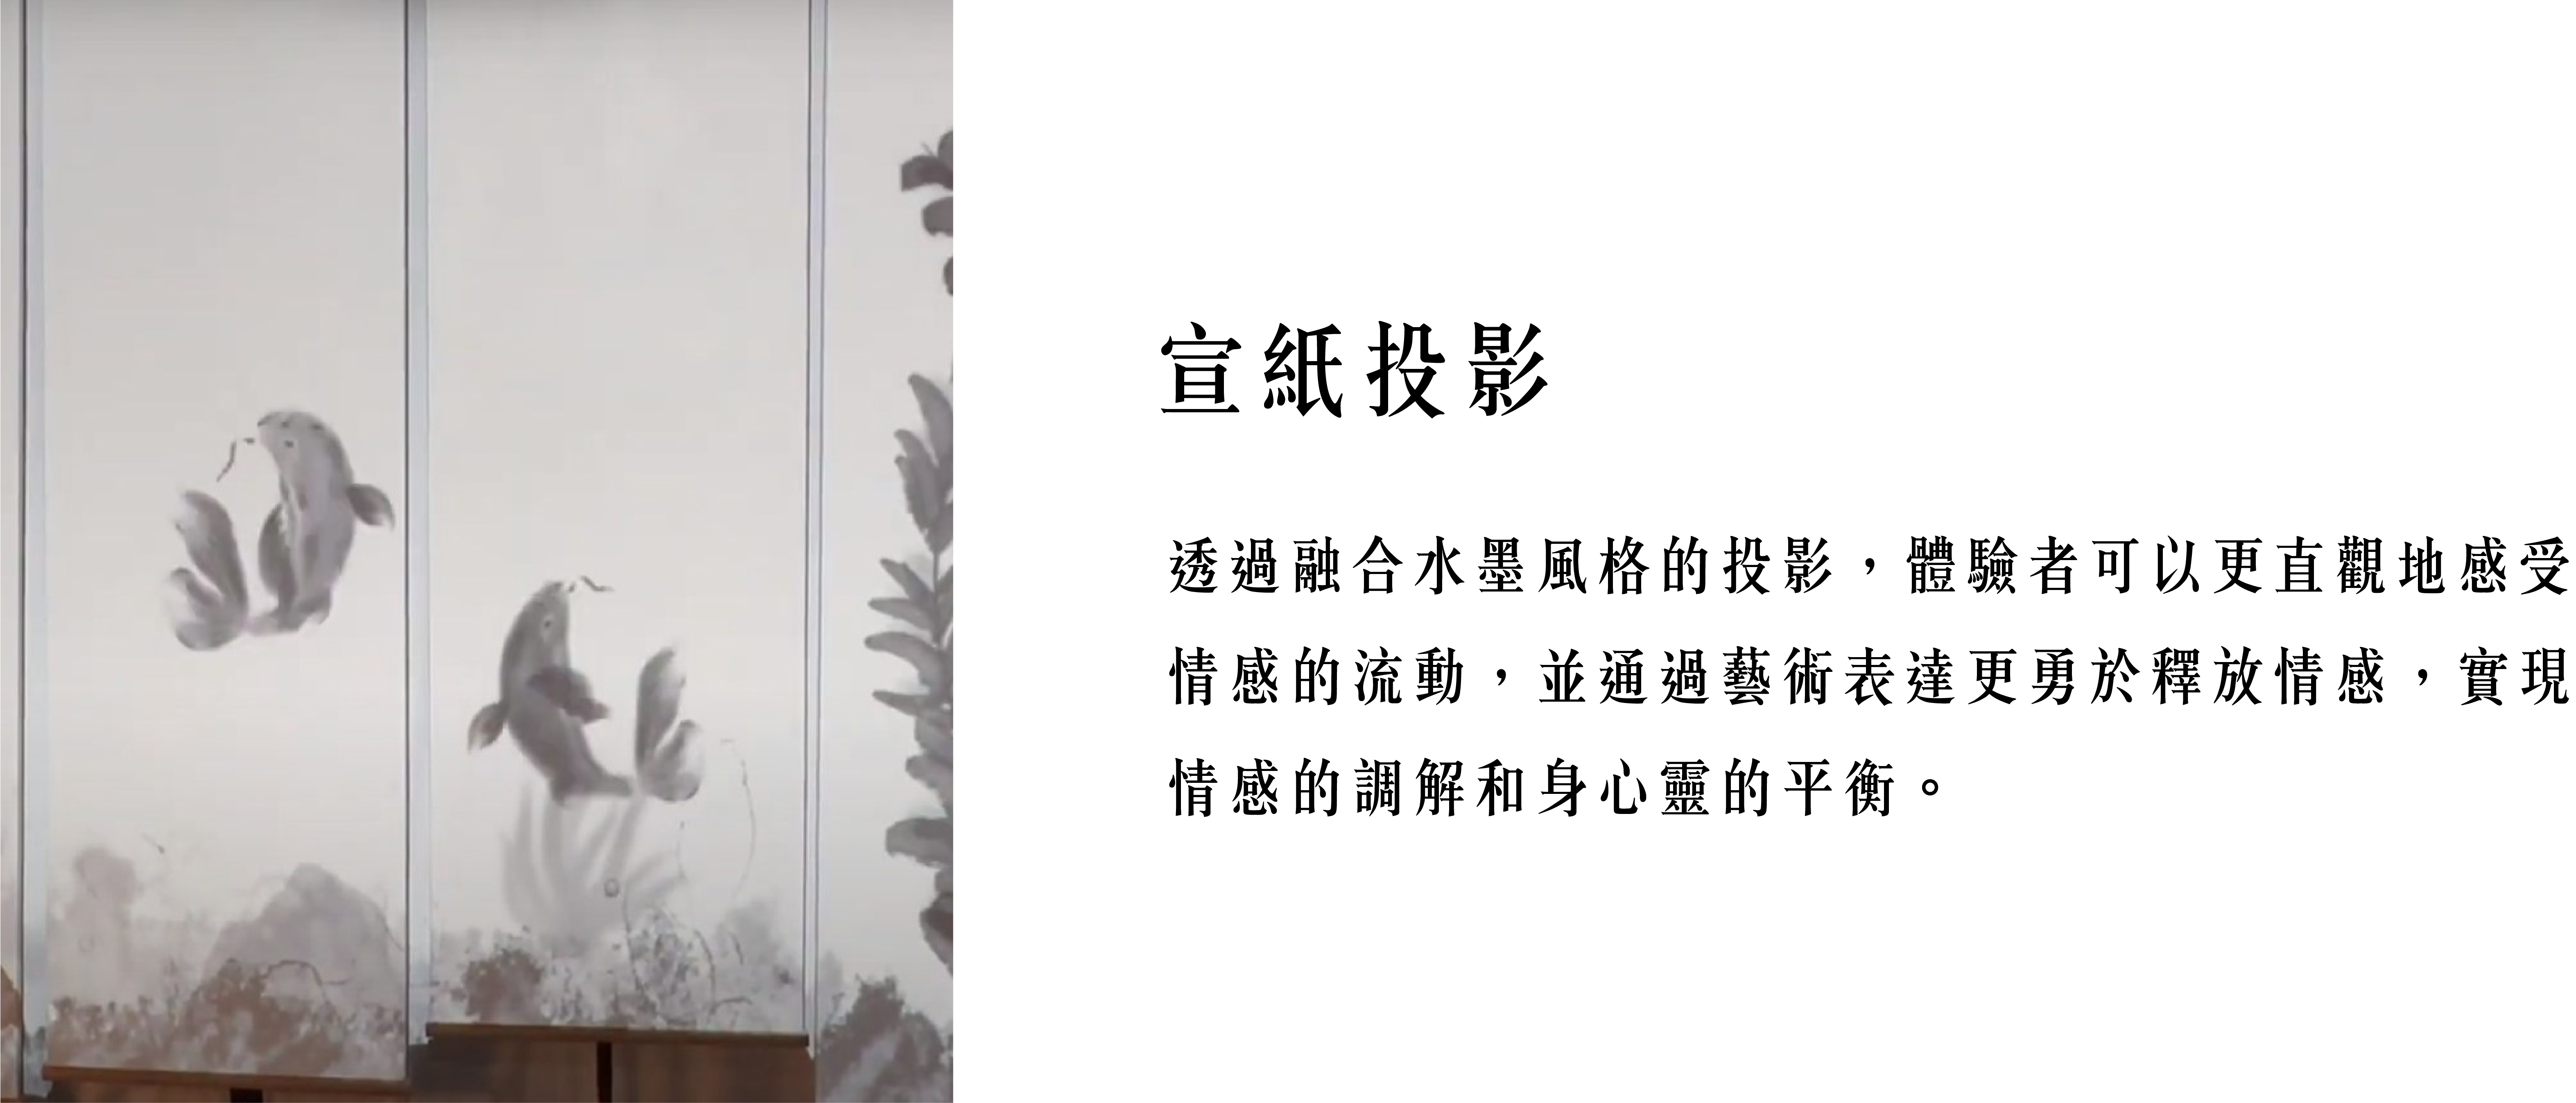 宣紙投影
透過融合水墨風格的投影，體驗者可以更直觀地感受
情感的流動，並通過藝術表達更勇於釋放情感，實現
情感的調解和身心靈的平衡。